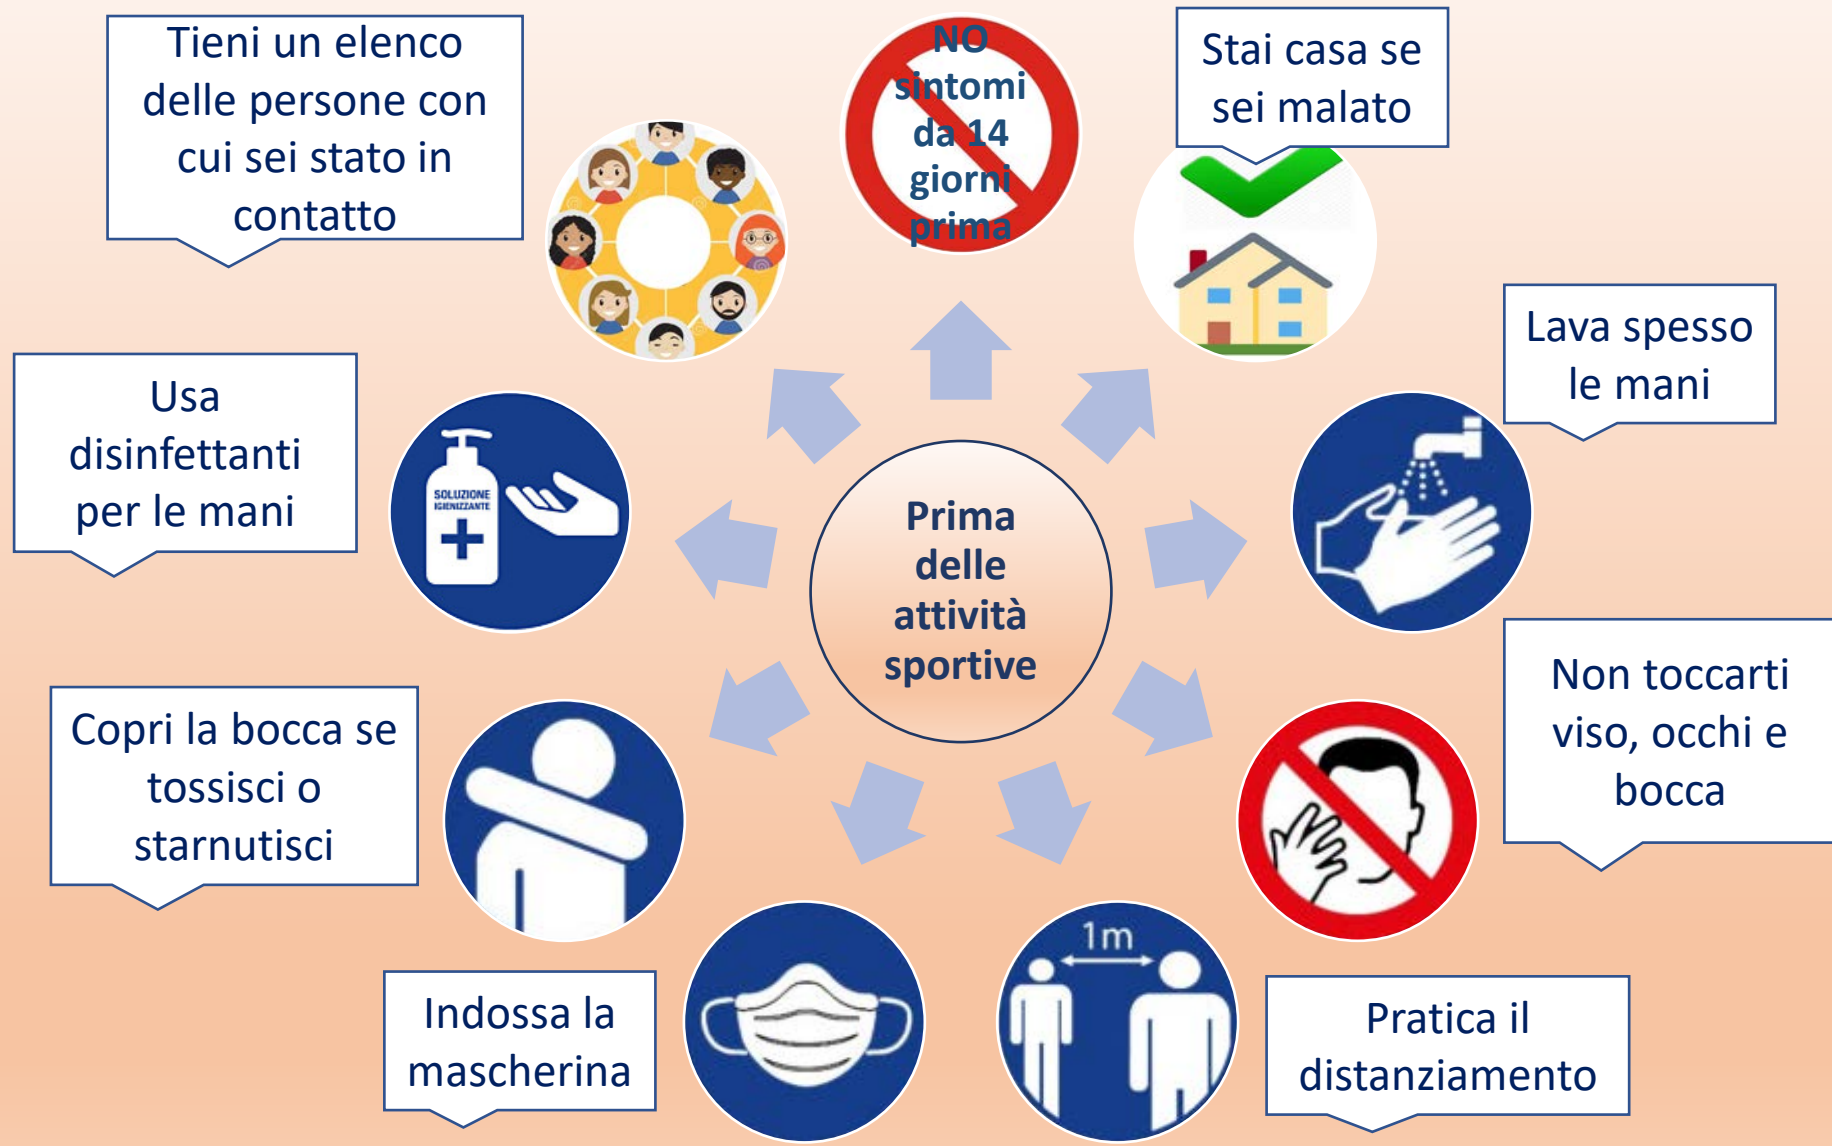 Tieni un elenco
delle persone con
cui sei stato in
contatto
NO
sintomi
da 14
giorni
prima
Stai casa se
sei malato
Lava spesso
le mani
Usa
disinfettanti
per le mani
SOLUZIONE
IGIENIZZANTE
Prima
delle
attività
sportive
Non toccarti
viso, occhi e
bocca
Copri la bocca se
tossisci o
starnutisci
1m
Indossa la
mascherina
Pratica il
distanziamento